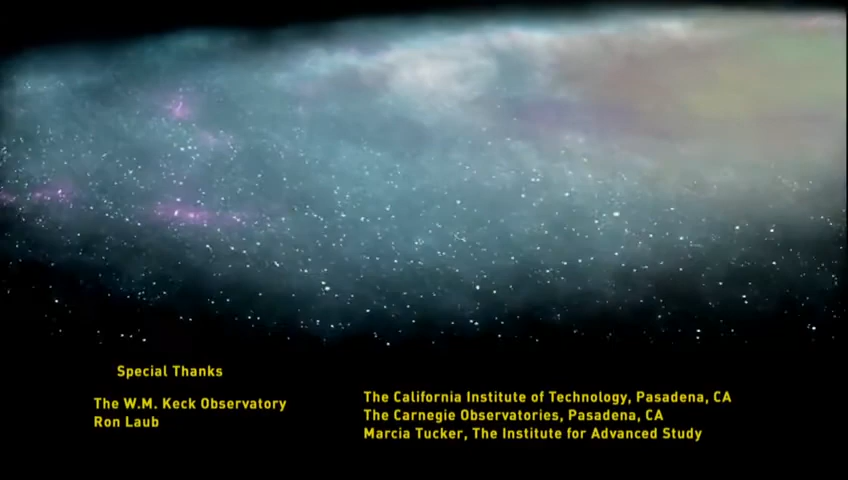 Special Thanks
The W.M. Keck Observatory
Ron Laub
The California Institute of Technology, Pasadena, CA
The Carnegie Observatories, Pasadena, CA
Marcia Tucker, The Institute for Advanced Study